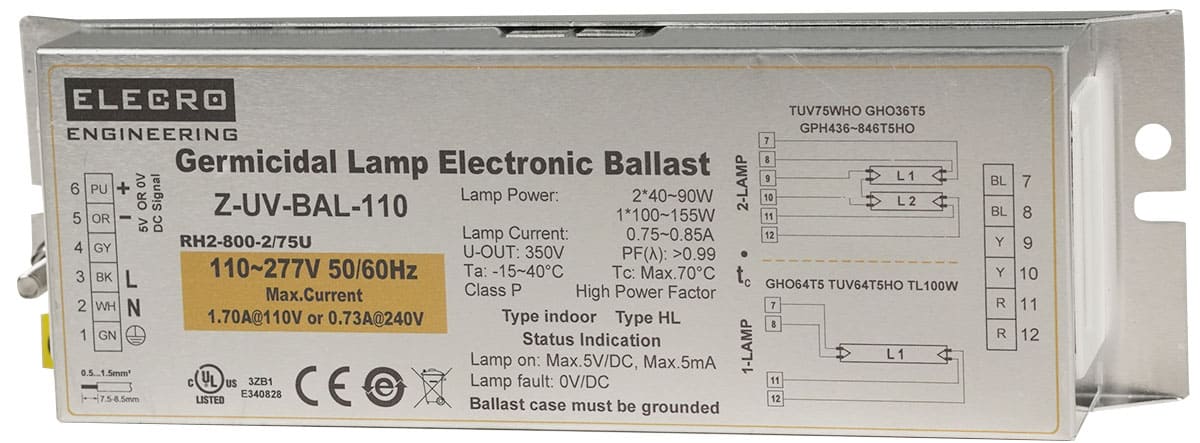 ELECRO
ENGINEERING
Germicidal Lamp Electronic Ballast
Z-UV-BAL-110
RH2-800-2/75U
110~277V 50/60Hz
Max.Current
1.70A@110V or 0.73A@240V
6 PU +
5 OR −
4 GY
3 BK L
2 WH N
1 GN
5V OR 0V
DC Signal
0.5...1.5mm²
7.5-8.5mm
C UL US
LISTED
3ZB1
E340828
CE
Lamp Power: 2*40~90W
1*100~155W
Lamp Current: 0.75~0.85A
U-OUT: 350V PF(λ): >0.99
Ta: -15~40°C Tc: Max.70°C
Class P High Power Factor
Type indoor Type HL
Status Indication
Lamp on: Max.5V/DC, Max.5mA
Lamp fault: 0V/DC
Ballast case must be grounded
TUV75WHO GHO36T5
GPH436~846T5HO
2-LAMP
7
8
9
10
11
12
L 1
L 2
tc
GHO64T5 TUV64T5HO TL100W
1-LAMP
7
8
11
12
L 1
BL 7
BL 8
Y 9
Y 10
R 11
R 12